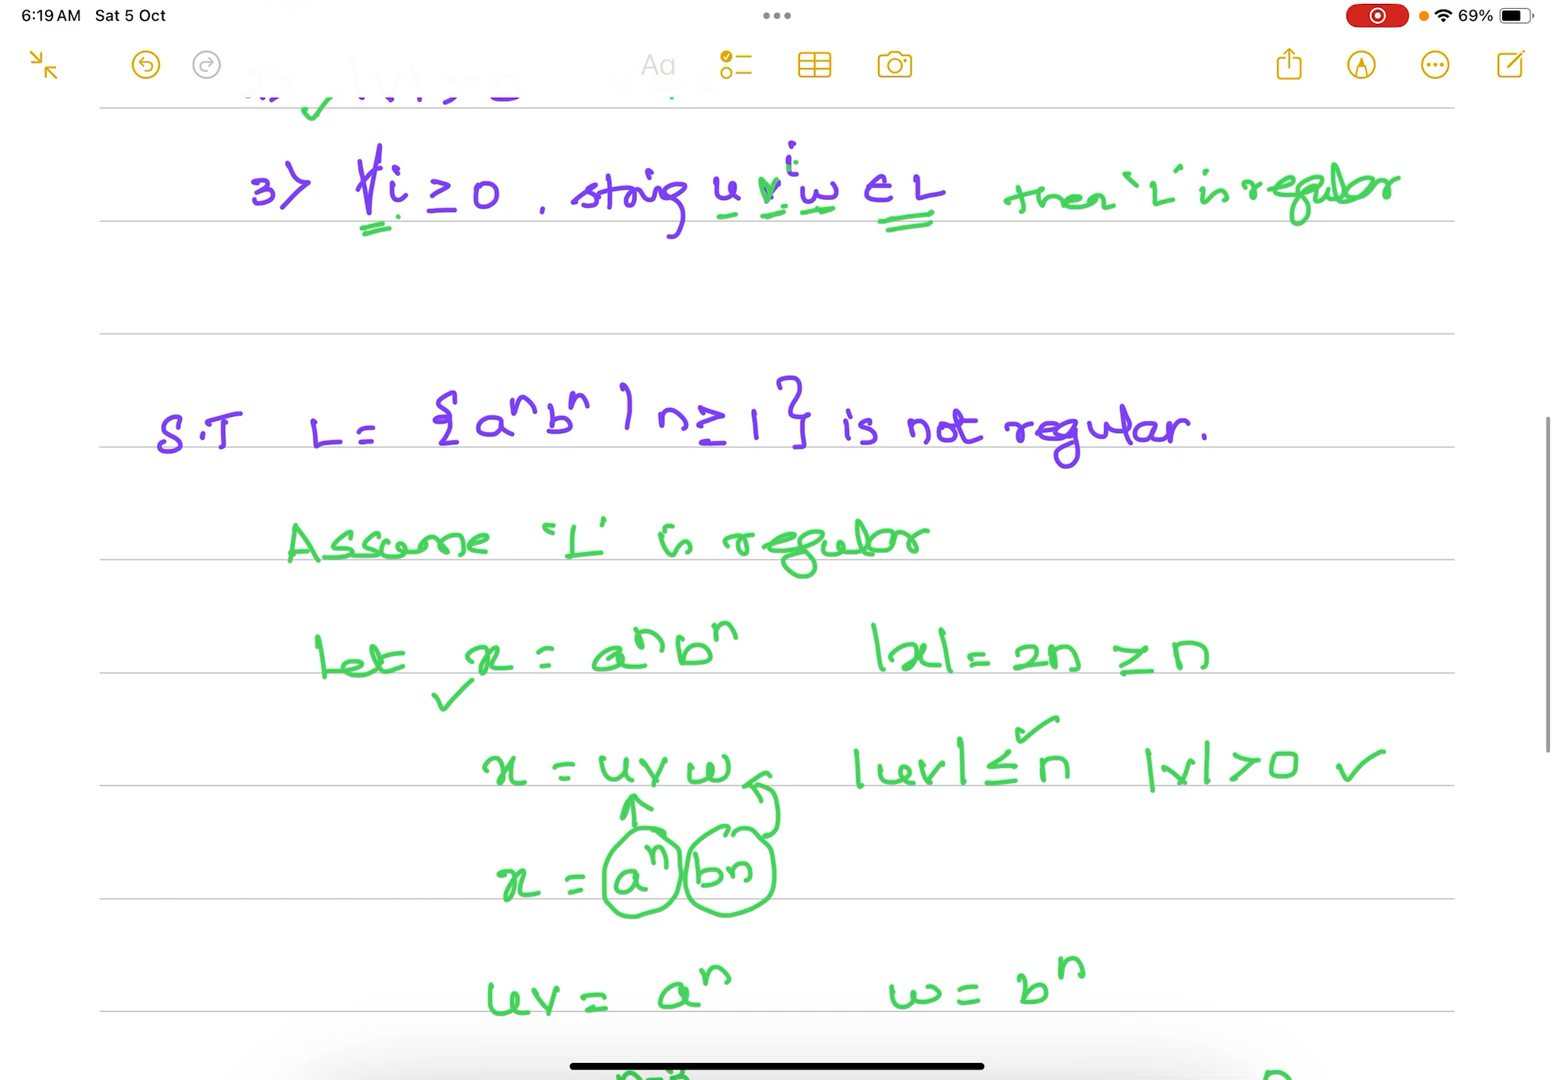 6:19 AM Sat 5 Oct
69%
Aa
3> ∀i ≥ 0 . string u vⁱ w ∈ L then 'L' is regular
S.T L = {aⁿbⁿ | n ≥ 1} is not regular.
Assume 'L' is regular
Let x = aⁿbⁿ |x| = 2n ≥ n
x = uvw |uv| ≤ n |v| > 0
x = aⁿ bn
uv = aⁿ w = bⁿ